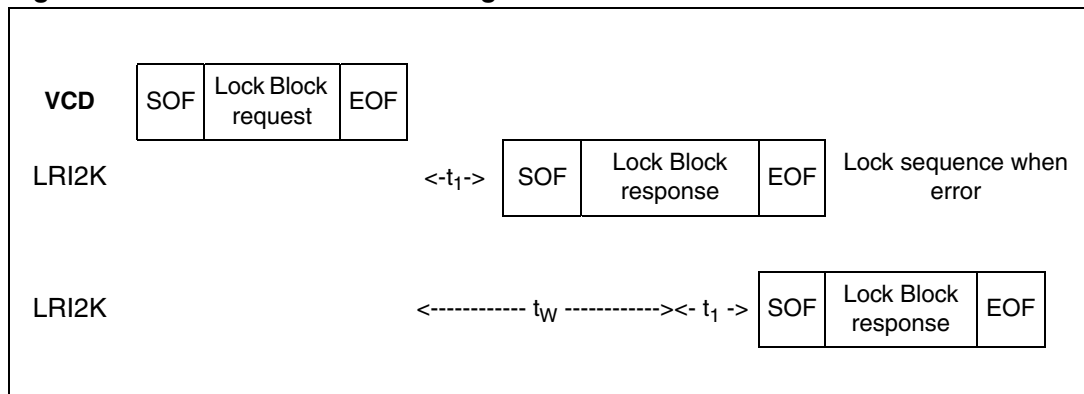 VCD SOF Lock Block request EOF
LRI2K <-t1-> SOF Lock Block response EOF Lock sequence when error
LRI2K <------------ tW ------------><- t1 -> SOF Lock Block response EOF